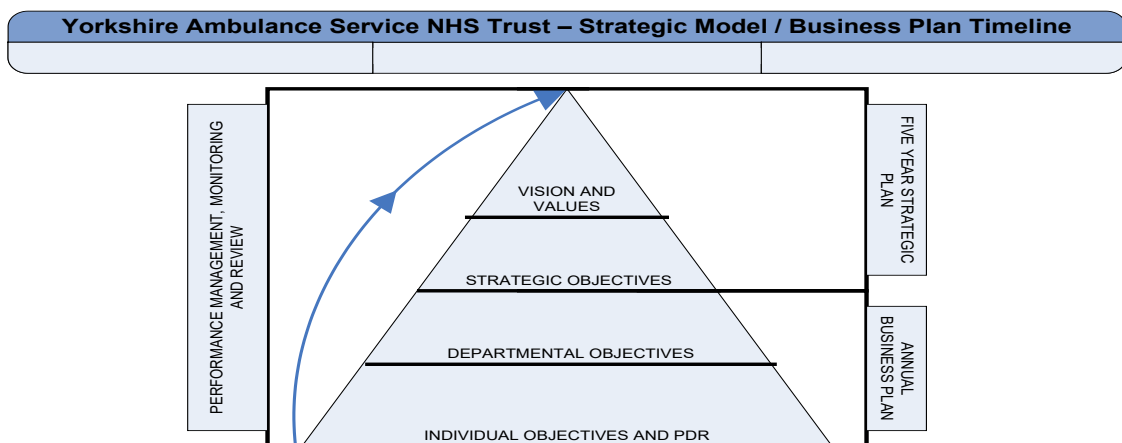 Yorkshire Ambulance Service NHS Trust – Strategic Model / Business Plan Timeline
PERFORMANCE MANAGEMENT, MONITORING
AND REVIEW
VISION AND
VALUES
STRATEGIC OBJECTIVES
DEPARTMENTAL OBJECTIVES
INDIVIDUAL OBJECTIVES AND PDR
FIVE YEAR STRATEGIC
PLAN
ANNUAL
BUSINESS PLAN